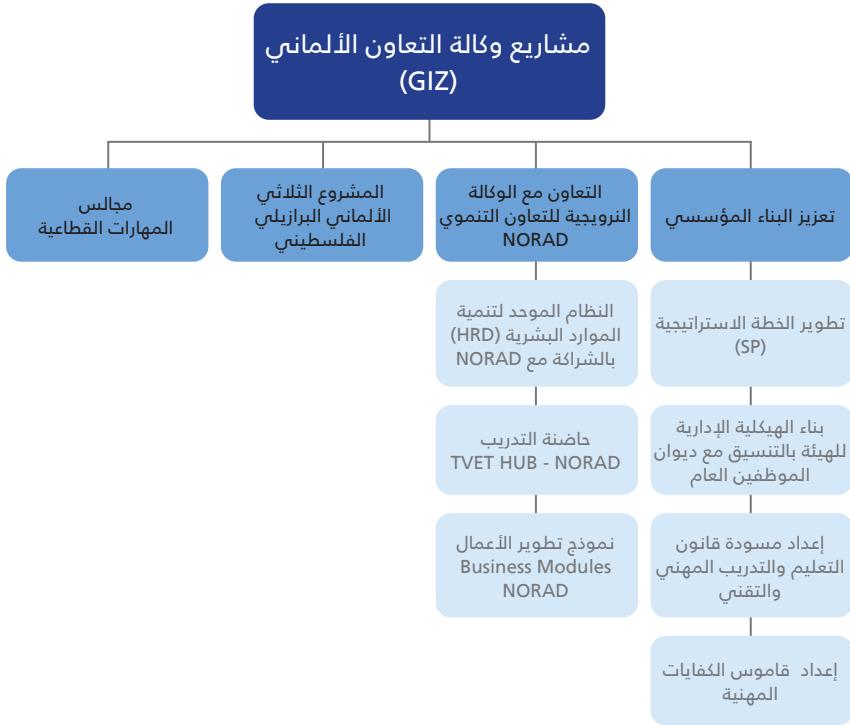 مشاريع وكالة التعاون الألماني
(GIZ)
تعزيز البناء المؤسسي
التعاون مع الوكالة
النرويجية للتعاون التنموي
NORAD
المشروع الثلاثي
الألماني البرازيلي
الفلسطيني
مجالس
المهارات القطاعية
تطوير الخطة الاستراتيجية
(SP)
بناء الهيكلية الإدارية
للهيئة بالتنسيق مع ديوان
الموظفين العام
إعداد مسودة قانون
التعليم والتدريب المهني
والتقني
إعداد قاموس الكفايات
المهنية
النظام الموحد لتنمية
الموارد البشرية (HRD)
بالشراكة مع NORAD
حاضنة التدريب
TVET HUB - NORAD
نموذج تطوير الأعمال
Business Modules
NORAD